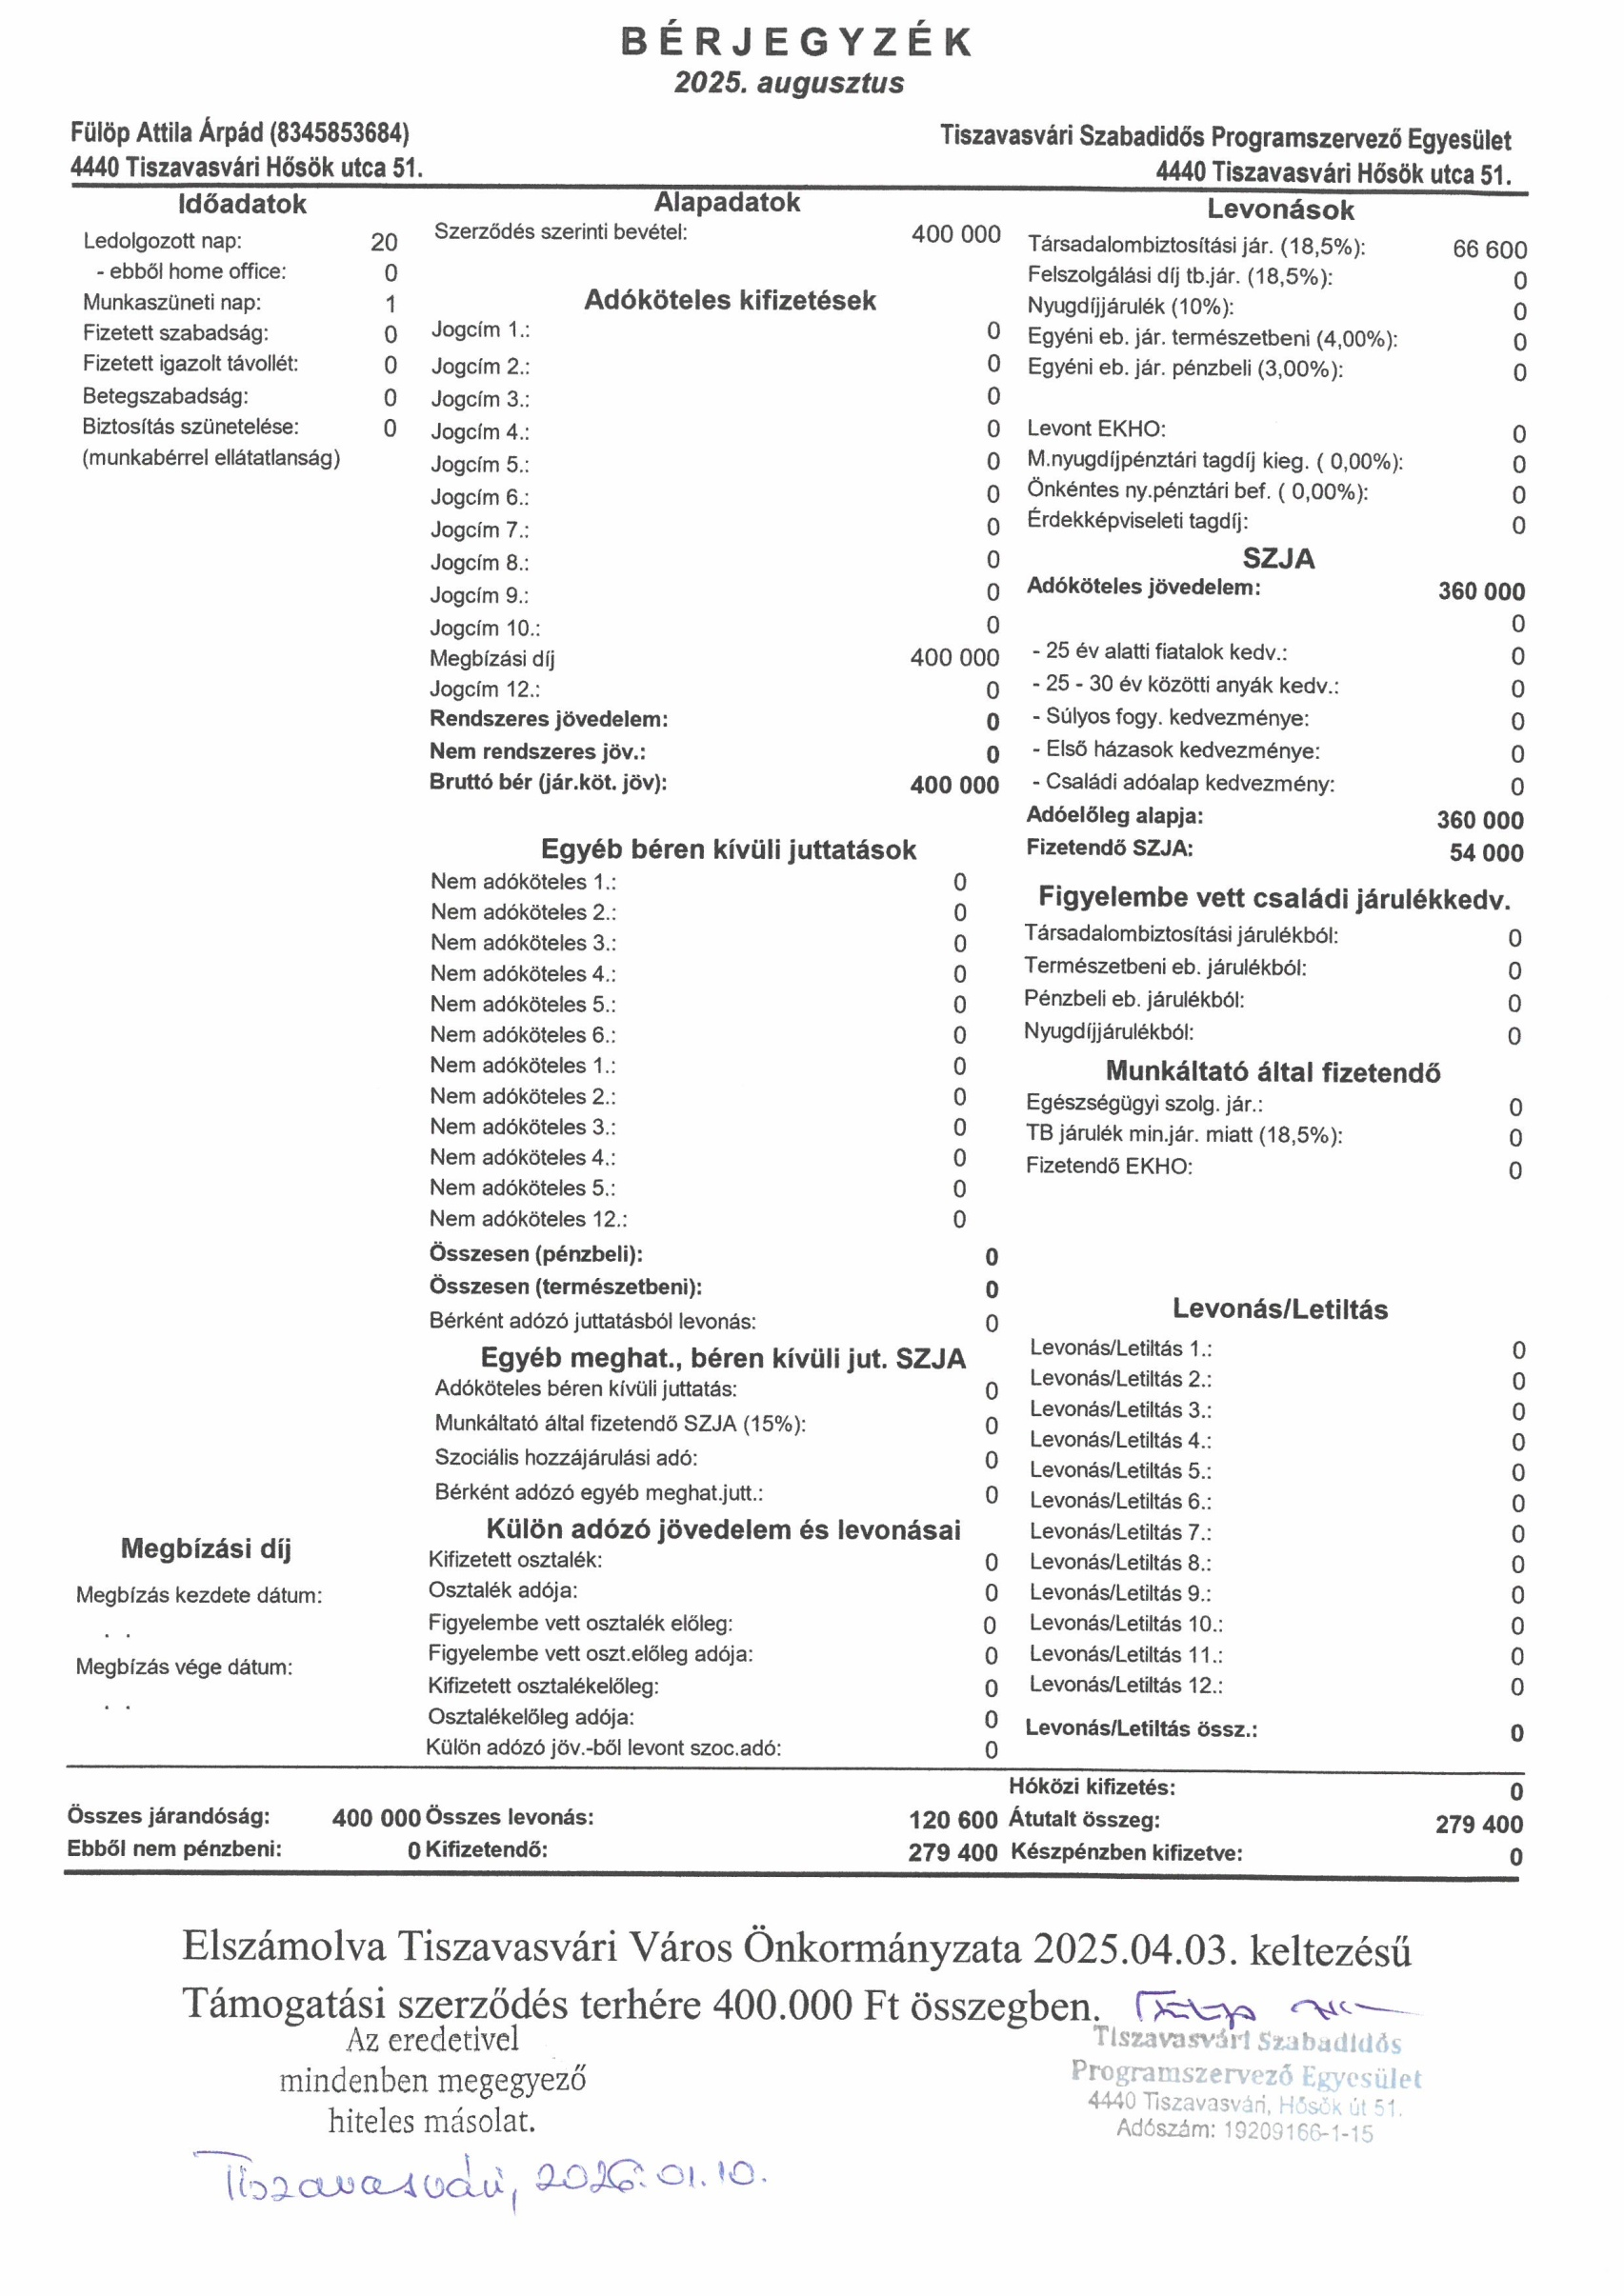 BÉRJEGYZÉK
2025. augusztus
Fülöp Attila Árpád (8345853684)
4440 Tiszavasvári Hősök utca 51.
Tiszavasvári Szabadidős Programszervező Egyesület
4440 Tiszavasvári Hősök utca 51.
Időadatok
Ledolgozott nap: 20
- ebből home office: 0
Munkaszüneti nap: 1
Fizetett szabadság: 0
Fizetett igazolt távollét: 0
Betegszabadság: 0
Biztosítás szünetelése: 0
(munkabérrel ellátatlanság)
Megbízási díj
Megbízás kezdete dátum:
. .
Megbízás vége dátum:
. .
Alapadatok
Szerződés szerinti bevétel: 400 000
Adóköteles kifizetések
Jogcím 1.: 0
Jogcím 2.: 0
Jogcím 3.: 0
Jogcím 4.: 0
Jogcím 5.: 0
Jogcím 6.: 0
Jogcím 7.: 0
Jogcím 8.: 0
Jogcím 9.: 0
Jogcím 10.: 0
Megbízási díj 400 000
Jogcím 12.: 0
Rendszeres jövedelem: 0
Nem rendszeres jöv.: 0
Bruttó bér (jár.köt. jöv): 400 000
Egyéb béren kívüli juttatások
Nem adóköteles 1.: 0
Nem adóköteles 2.: 0
Nem adóköteles 3.: 0
Nem adóköteles 4.: 0
Nem adóköteles 5.: 0
Nem adóköteles 6.: 0
Nem adóköteles 1.: 0
Nem adóköteles 2.: 0
Nem adóköteles 3.: 0
Nem adóköteles 4.: 0
Nem adóköteles 5.: 0
Nem adóköteles 12.: 0
Összesen (pénzbeli): 0
Összesen (természetbeni): 0
Bérként adózó juttatásból levonás: 0
Egyéb meghat., béren kívüli jut. SZJA
Adóköteles béren kívüli juttatás: 0
Munkáltató által fizetendő SZJA (15%): 0
Szociális hozzájárulási adó: 0
Bérként adózó egyéb meghat.jutt.: 0
Külön adózó jövedelem és levonásai
Kifizetett osztalék: 0
Osztalék adója: 0
Figyelembe vett osztalék előleg: 0
Figyelembe vett oszt.előleg adója: 0
Kifizetett osztalékelőleg: 0
Osztalékelőleg adója: 0
Külön adózó jöv.-ből levont szoc.adó: 0
Levonások
Társadalombiztosítási jár. (18,5%): 66 600
Felszolgálási díj tb.jár. (18,5%): 0
Nyugdíjjárulék (10%): 0
Egyéni eb. jár. természetbeni (4,00%): 0
Egyéni eb. jár. pénzbeli (3,00%): 0
Levont EKHO: 0
M.nyugdíjpénztári tagdíj kieg. ( 0,00%): 0
Önkéntes ny.pénztári bef. ( 0,00%): 0
Érdekképviseleti tagdíj: 0
SZJA
Adóköteles jövedelem: 360 000
0
- 25 év alatti fiatalok kedv.: 0
- 25 - 30 év közötti anyák kedv.: 0
- Súlyos fogy. kedvezménye: 0
- Első házasok kedvezménye: 0
- Családi adóalap kedvezmény: 0
Adóelőleg alapja: 360 000
Fizetendő SZJA: 54 000
Figyelembe vett családi járulékkedv.
Társadalombiztosítási járulékból: 0
Természetbeni eb. járulékból: 0
Pénzbeli eb. járulékból: 0
Nyugdíjjárulékból: 0
Munkáltató által fizetendő
Egészségügyi szolg. jár.: 0
TB járulék min.jár. miatt (18,5%): 0
Fizetendő EKHO: 0
Levonás/Letiltás
Levonás/Letiltás 1.: 0
Levonás/Letiltás 2.: 0
Levonás/Letiltás 3.: 0
Levonás/Letiltás 4.: 0
Levonás/Letiltás 5.: 0
Levonás/Letiltás 6.: 0
Levonás/Letiltás 7.: 0
Levonás/Letiltás 8.: 0
Levonás/Letiltás 9.: 0
Levonás/Letiltás 10.: 0
Levonás/Letiltás 11.: 0
Levonás/Letiltás 12.: 0
Levonás/Letiltás össz.: 0
Hóközi kifizetés: 0
Összes járandóság: 400 000 Összes levonás: 120 600 Átutalt összeg: 279 400
Ebből nem pénzbeni: 0 Kifizetendő: 279 400 Készpénzben kifizetve: 0
Elszámolva Tiszavasvári Város Önkormányzata 2025.04.03. keltezésű
Támogatási szerződés terhére 400.000 Ft összegben.
Az eredetivel
mindenben megegyező
hiteles másolat.
Tiszavasvári Szabadidős
Programszervező Egyesület
4440 Tiszavasvári, Hősök út 51.
Adószám: 19209166-1-15
Tiszavasvári, 2026.01.10.